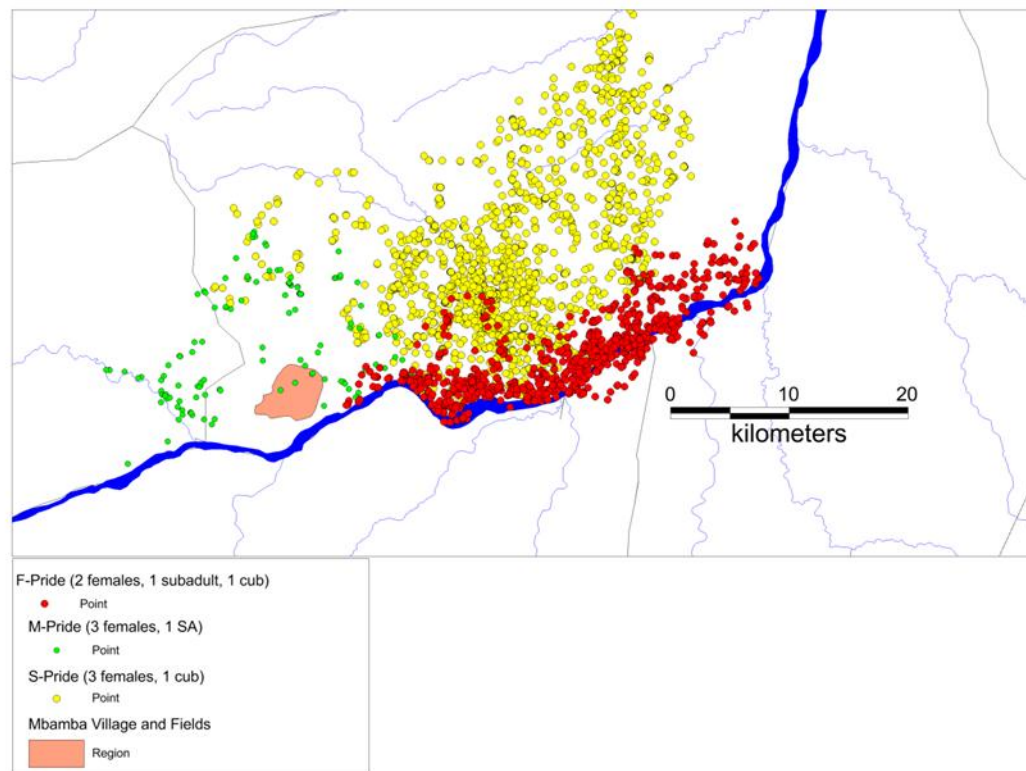 0 10 20
kilometers
F-Pride (2 females, 1 subadult, 1 cub)
Point
M-Pride (3 females, 1 SA)
Point
S-Pride (3 females, 1 cub)
Point
Mbamba Village and Fields
Region